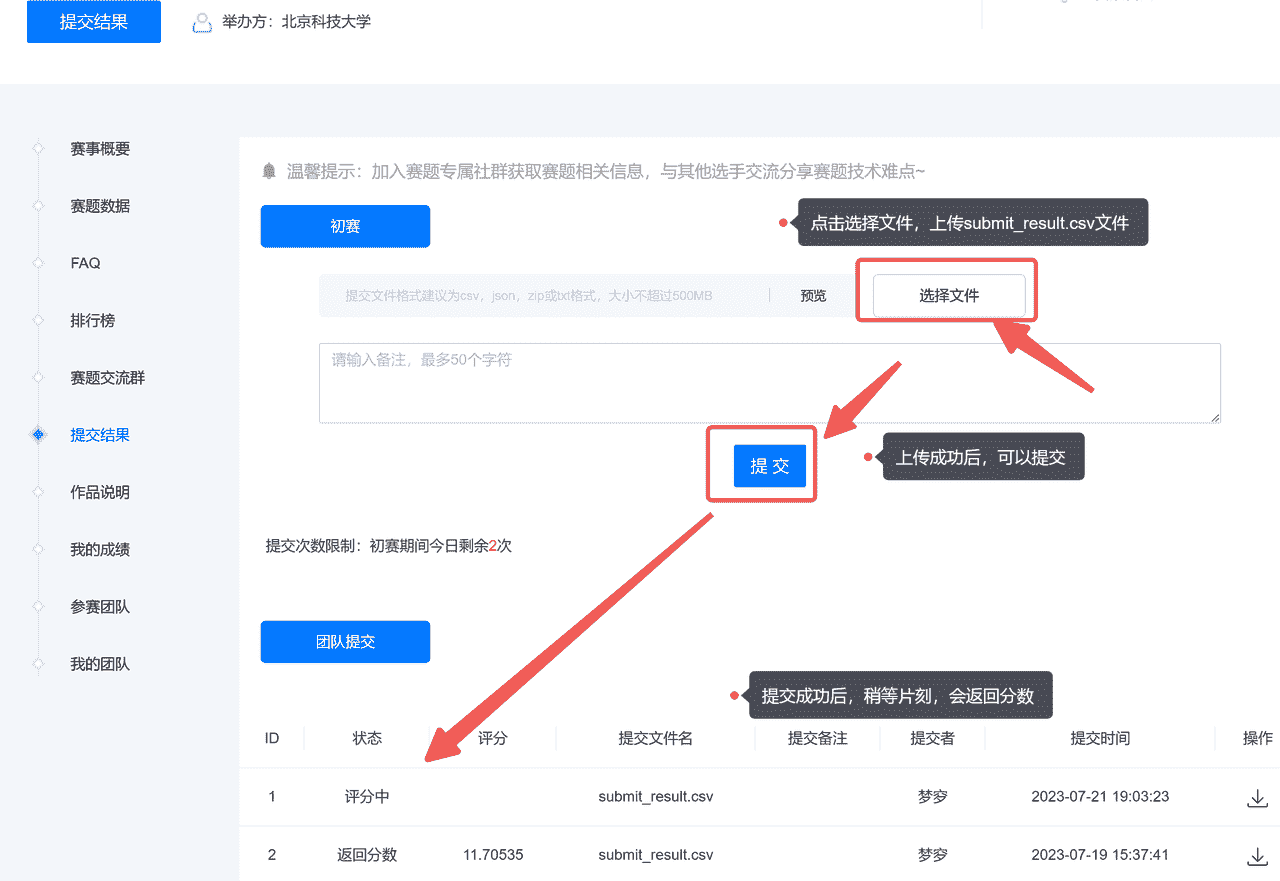 提交结果
举办方：北京科技大学
赛事概要
赛题数据
FAQ
排行榜
赛题交流群
提交结果
作品说明
我的成绩
参赛团队
我的团队
温馨提示：加入赛题专属社群获取赛题相关信息，与其他选手交流分享赛题技术难点~
初赛
点击选择文件，上传submit_result.csv文件
提交文件格式建议为csv，json，zip或txt格式，大小不超过500MB
预览
选择文件
请输入备注，最多50个字符
提 交
上传成功后，可以提交
提交次数限制：初赛期间今日剩余2次
团队提交
提交成功后，稍等片刻，会返回分数
ID 状态 评分 提交文件名 提交备注 提交者 提交时间 操作
1 评分中 submit_result.csv 梦穸 2023-07-21 19:03:23
2 返回分数 11.70535 submit_result.csv 梦穸 2023-07-19 15:37:41